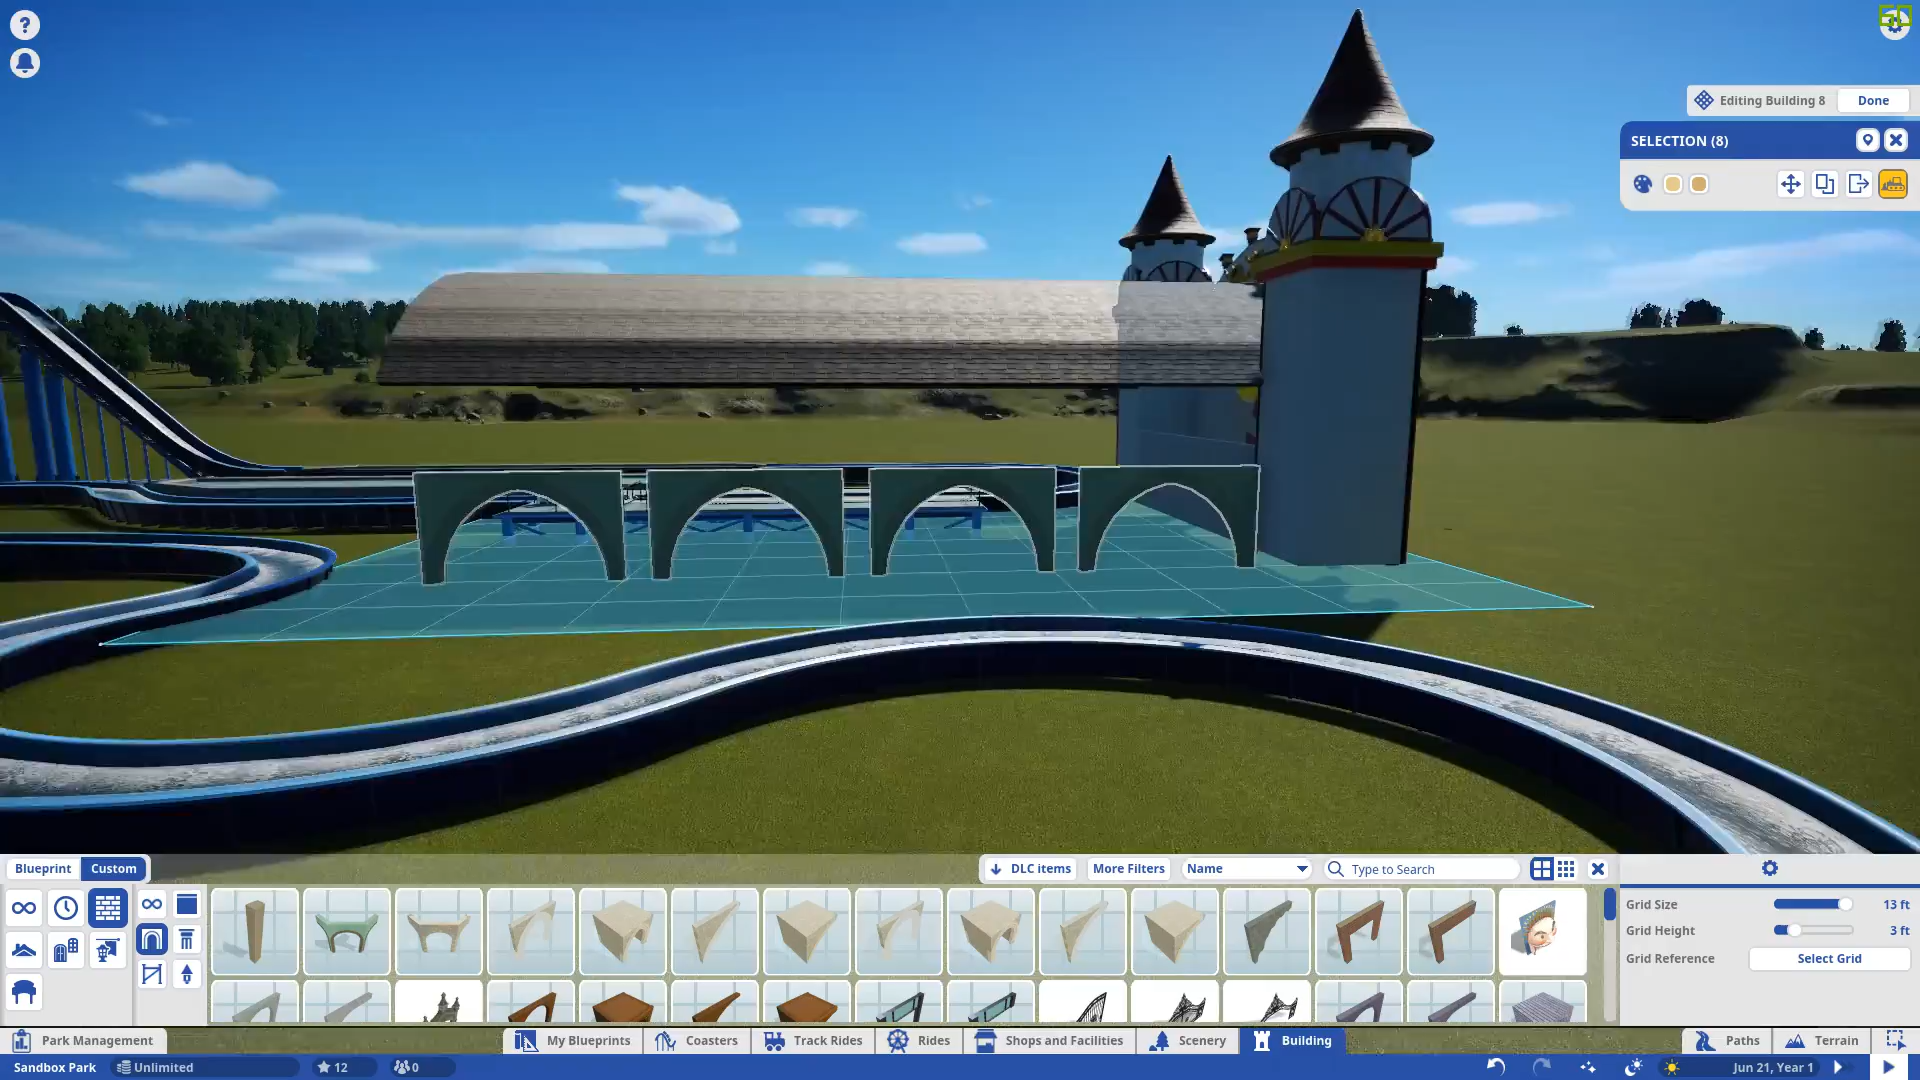 ?
60
Editing Building 8
Done
SELECTION (8)
Blueprint
Custom
DLC items
More Filters
Name
Type to Search
Grid Size
13 ft
Grid Height
3 ft
Grid Reference
Select Grid
Park Management
My Blueprints
Coasters
Track Rides
Rides
Shops and Facilities
Scenery
Building
Paths
Terrain
Sandbox Park
Unlimited
12
0
Jun 21, Year 1